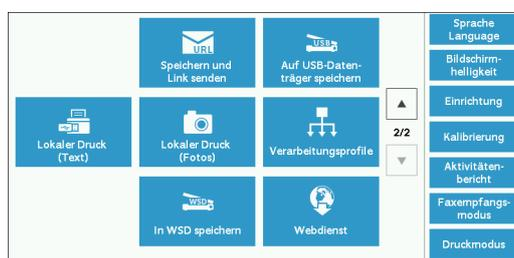 URL
Speichern und
Link senden
USB
Auf USB-Daten-
träger speichern
Lokaler Druck
(Text)
Lokaler Druck
(Fotos)
Verarbeitungsprofile
WSD
In WSD speichern
Webdienst
▲
2/2
▼
Sprache
Language
Bildschirm-
helligkeit
Einrichtung
Kalibrierung
Aktivitäten-
bericht
Faxempfangs-
modus
Druckmodus